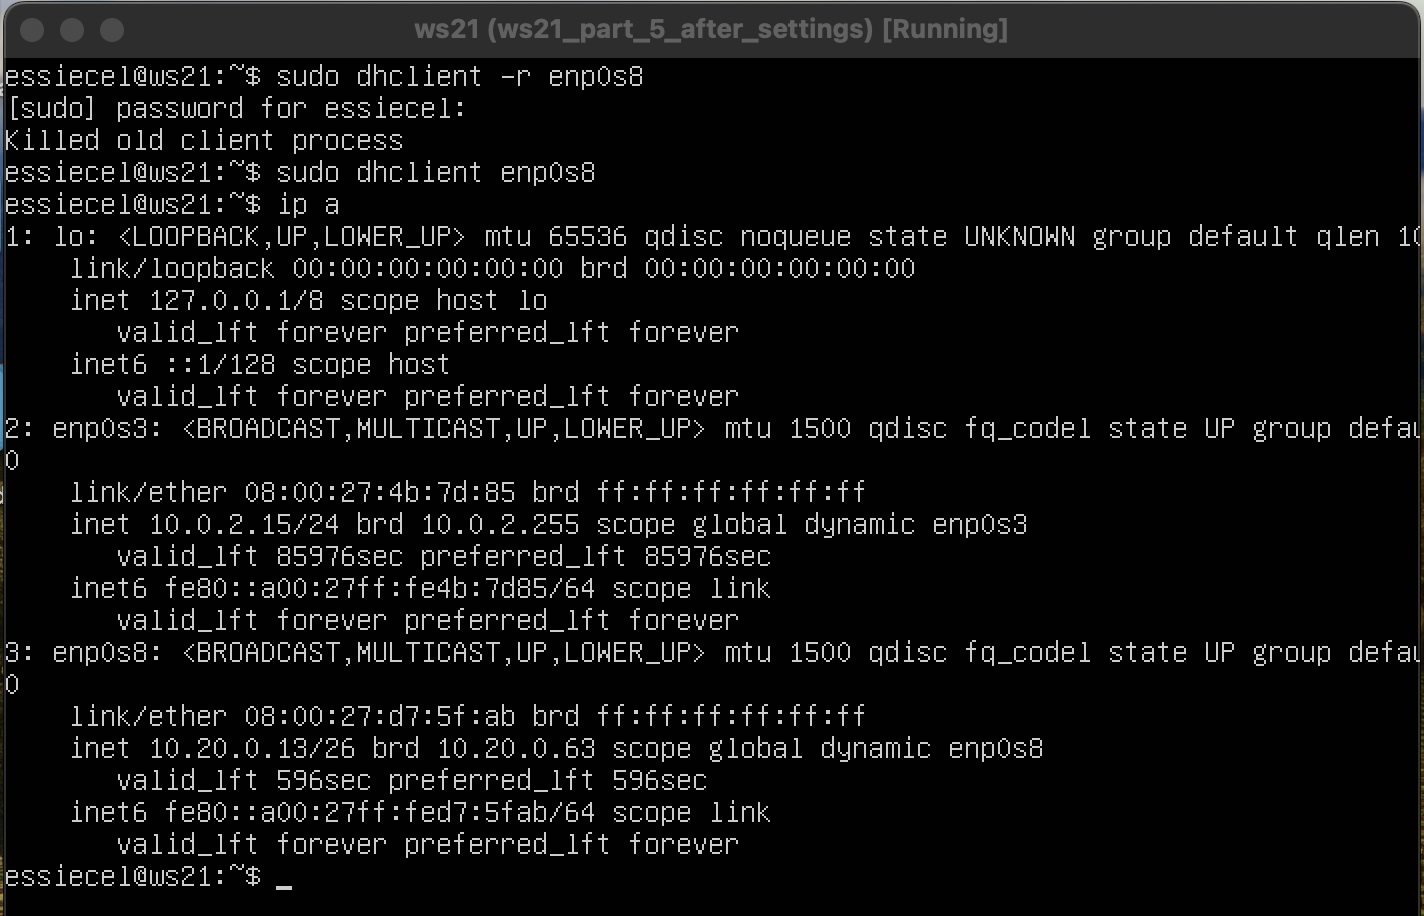 ws21 (ws21_part_5_after_settings) [Running]
essiecel@ws21:~$ sudo dhclient -r enp0s8
[sudo] password for essiecel:
Killed old client process
essiecel@ws21:~$ sudo dhclient enp0s8
essiecel@ws21:~$ ip a
1: lo: <LOOPBACK,UP,LOWER_UP> mtu 65536 qdisc noqueue state UNKNOWN group default qlen 10
link/loopback 00:00:00:00:00:00 brd 00:00:00:00:00:00
inet 127.0.0.1/8 scope host lo
valid_lft forever preferred_lft forever
inet6 ::1/128 scope host
valid_lft forever preferred_lft forever
2: enp0s3: <BROADCAST,MULTICAST,UP,LOWER_UP> mtu 1500 qdisc fq_codel state UP group defau
0
link/ether 08:00:27:4b:7d:85 brd ff:ff:ff:ff:ff:ff
inet 10.0.2.15/24 brd 10.0.2.255 scope global dynamic enp0s3
valid_lft 85976sec preferred_lft 85976sec
inet6 fe80::a00:27ff:fe4b:7d85/64 scope link
valid_lft forever preferred_lft forever
3: enp0s8: <BROADCAST,MULTICAST,UP,LOWER_UP> mtu 1500 qdisc fq_codel state UP group defau
0
link/ether 08:00:27:d7:5f:ab brd ff:ff:ff:ff:ff:ff
inet 10.20.0.13/26 brd 10.20.0.63 scope global dynamic enp0s8
valid_lft 596sec preferred_lft 596sec
inet6 fe80::a00:27ff:fed7:5fab/64 scope link
valid_lft forever preferred_lft forever
essiecel@ws21:~$ _